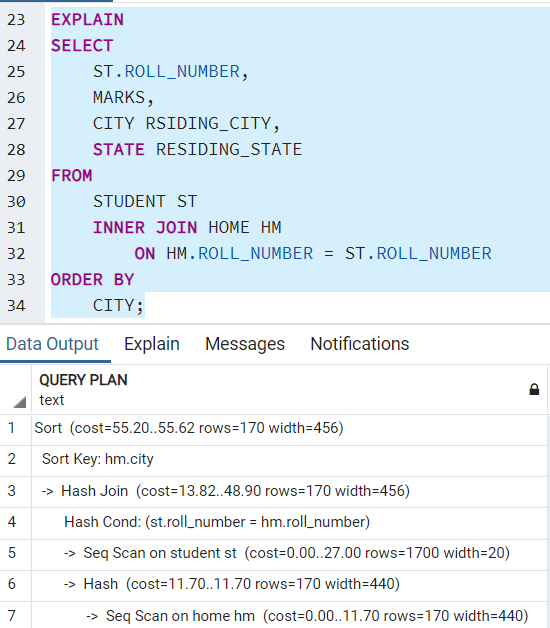 23 EXPLAIN
24 SELECT
25 ST.ROLL_NUMBER,
26 MARKS,
27 CITY RSIDING_CITY,
28 STATE RESIDING_STATE
29 FROM
30 STUDENT ST
31 INNER JOIN HOME HM
32 ON HM.ROLL_NUMBER = ST.ROLL_NUMBER
33 ORDER BY
34 CITY;
Data Output Explain Messages Notifications
QUERY PLAN
text
1 Sort (cost=55.20..55.62 rows=170 width=456)
2 Sort Key: hm.city
3 -> Hash Join (cost=13.82..48.90 rows=170 width=456)
4 Hash Cond: (st.roll_number = hm.roll_number)
5 -> Seq Scan on student st (cost=0.00..27.00 rows=1700 width=20)
6 -> Hash (cost=11.70..11.70 rows=170 width=440)
7 -> Seq Scan on home hm (cost=0.00..11.70 rows=170 width=440)